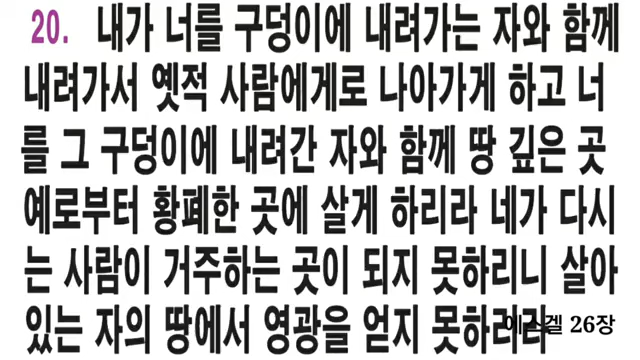 20. 내가 너를 구덩이에 내려가는 자와 함께
내려가서 옛적 사람에게로 나아가게 하고 너
를 그 구덩이에 내려간 자와 함께 땅 깊은 곳
예로부터 황폐한 곳에 살게 하리라 네가 다시
는 사람이 거주하는 곳이 되지 못하리니 살아
있는 자의 땅에서 영광을 얻지 못하리라
에스겔 26장